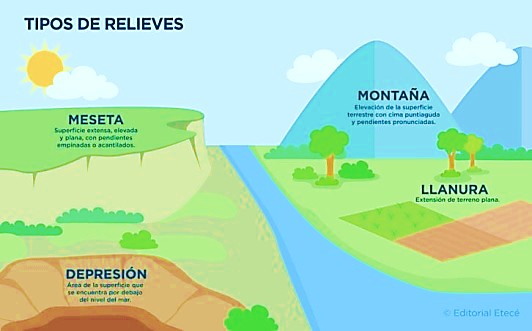 TIPOS DE RELIEVES
MONTAÑA
Elevación de la superficie
terrestre con cima puntiaguda
y pendientes pronunciadas.
MESETA
Superficie extensa, elevada
y plana, con pendientes
empinadas o acantilados.
LLANURA
Extensión de terreno plana.
DEPRESIÓN
Área de la superficie que
se encuentra por debajo
del nivel del mar.
© Editorial Etecé